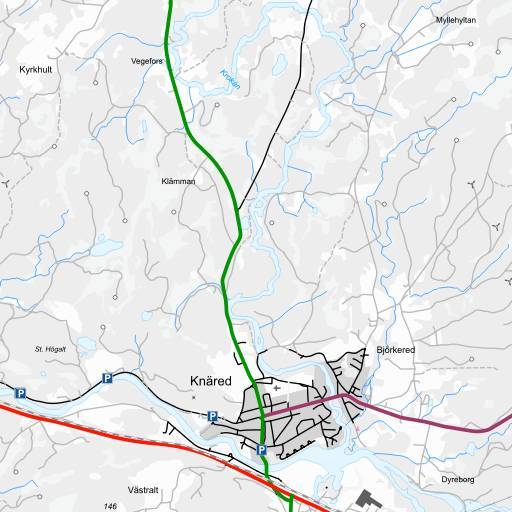 Myllehyltan
Vegefors
Kyrkhult
Krokån
Klämman
St. Högalt
Björkered
Knäred
P
P
P
P
Dyreborg
Västralt
146